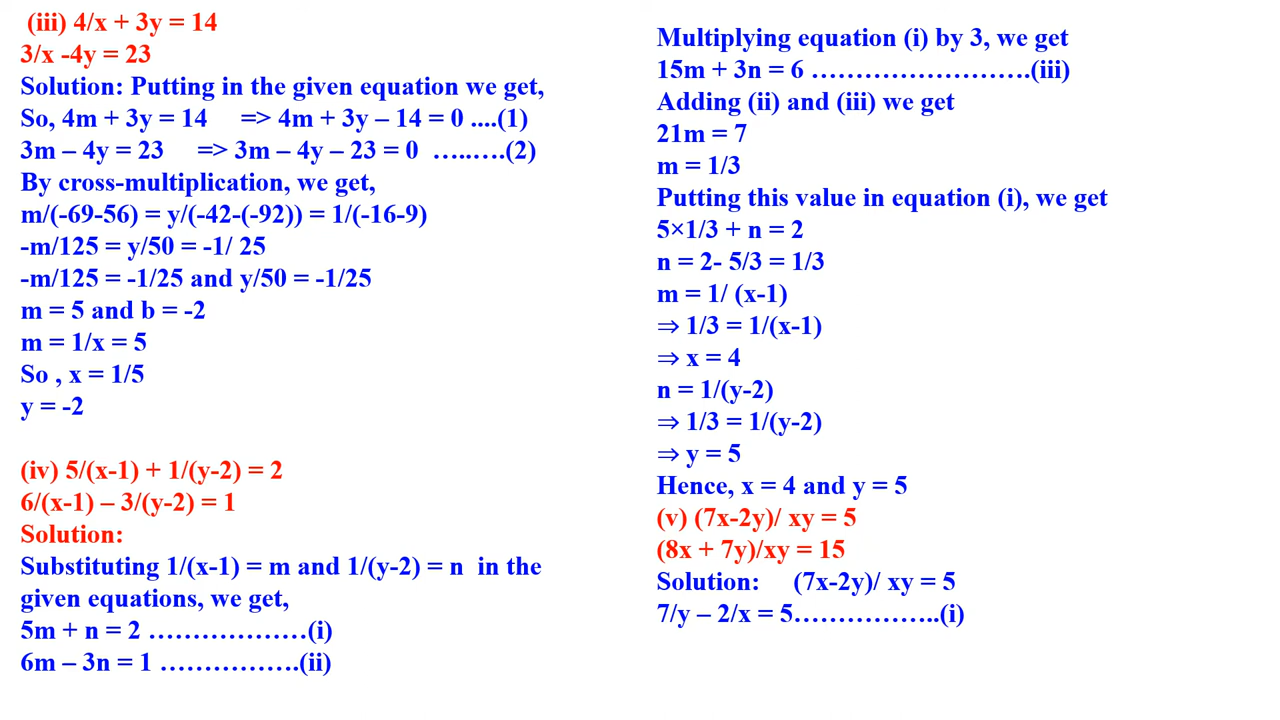 (iii) 4/x + 3y = 14
3/x -4y = 23
Solution: Putting in the given equation we get,
So, 4m + 3y = 14     => 4m + 3y – 14 = 0 ....(1)
3m – 4y = 23     => 3m – 4y – 23 = 0  …..….(2)
By cross-multiplication, we get,
m/(-69-56) = y/(-42-(-92)) = 1/(-16-9)
-m/125 = y/50 = -1/ 25
-m/125 = -1/25 and y/50 = -1/25
m = 5 and b = -2
m = 1/x = 5
So , x = 1/5
y = -2
(iv) 5/(x-1) + 1/(y-2) = 2
6/(x-1) – 3/(y-2) = 1
Solution:
Substituting 1/(x-1) = m and 1/(y-2) = n  in the
given equations, we get,
5m + n = 2 ………………(i)
6m – 3n = 1 …………….(ii)
Multiplying equation (i) by 3, we get
15m + 3n = 6 …………………….(iii)
Adding (ii) and (iii) we get
21m = 7
m = 1/3
Putting this value in equation (i), we get
5×1/3 + n = 2
n = 2- 5/3 = 1/3
m = 1/ (x-1)
⇒ 1/3 = 1/(x-1)
⇒ x = 4
n = 1/(y-2)
⇒ 1/3 = 1/(y-2)
⇒ y = 5
Hence, x = 4 and y = 5
(v) (7x-2y)/ xy = 5
(8x + 7y)/xy = 15
Solution:     (7x-2y)/ xy = 5
7/y – 2/x = 5……………..(i)